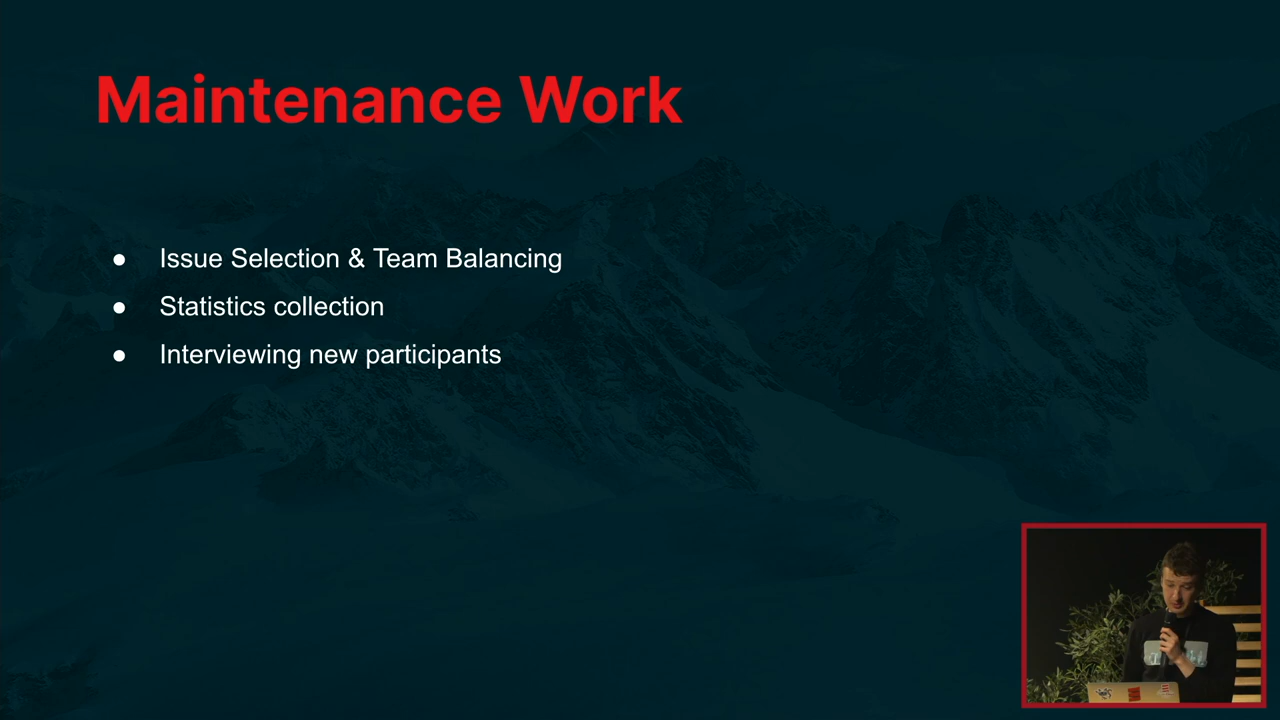 Maintenance Work
● Issue Selection & Team Balancing
● Statistics collection
● Interviewing new participants